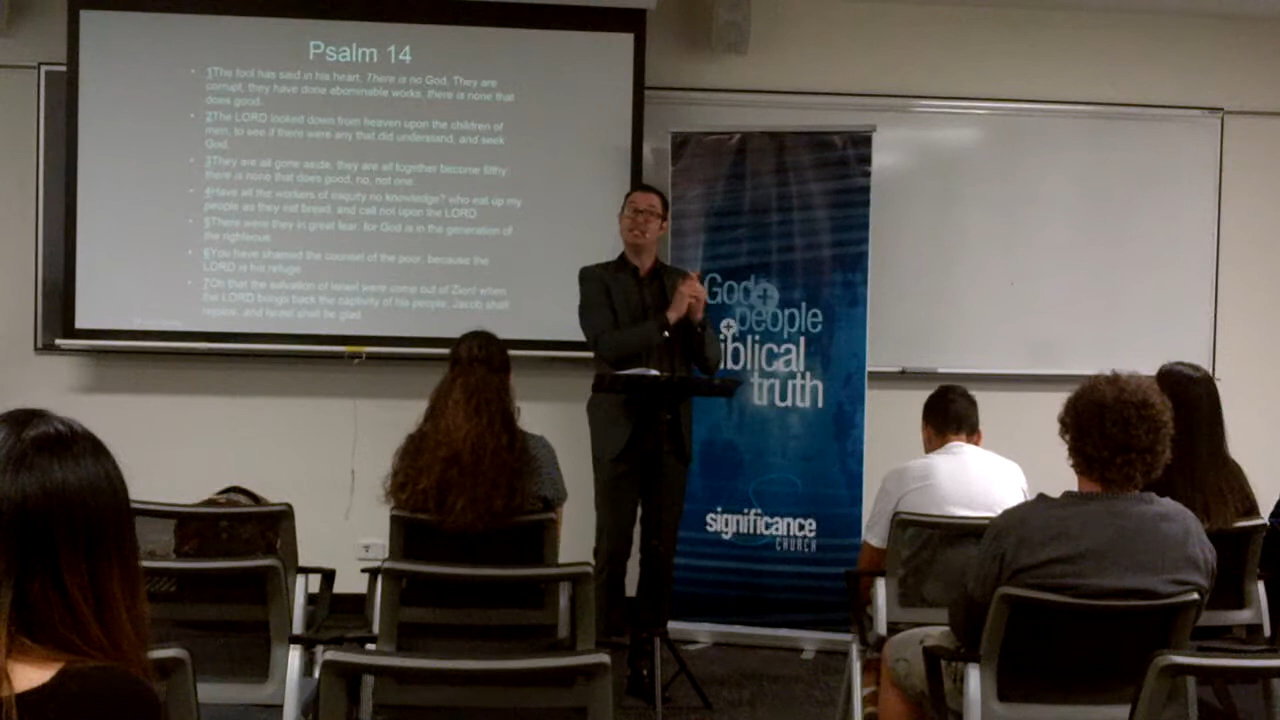 Psalm 14
• 1The fool has said in his heart, There is no God. They are
corrupt, they have done abominable works, there is none that
does good.
• 2The LORD looked down from heaven upon the children of
men, to see if there were any that did understand, and seek
God.
• 3They are all gone aside, they are all together become filthy:
there is none that does good, no, not one.
• 4Have all the workers of iniquity no knowledge? who eat up my
people as they eat bread, and call not upon the LORD
• 5There were they in great fear: for God is in the generation of
the righteous.
• 6You have shamed the counsel of the poor, because the
LORD is his refuge.
• 7Oh that the salvation of Israel were come out of Zion! when
the LORD brings back the captivity of his people, Jacob shall
rejoice, and Israel shall be glad
God+
people
+
iblical
truth
significance
CHURCH